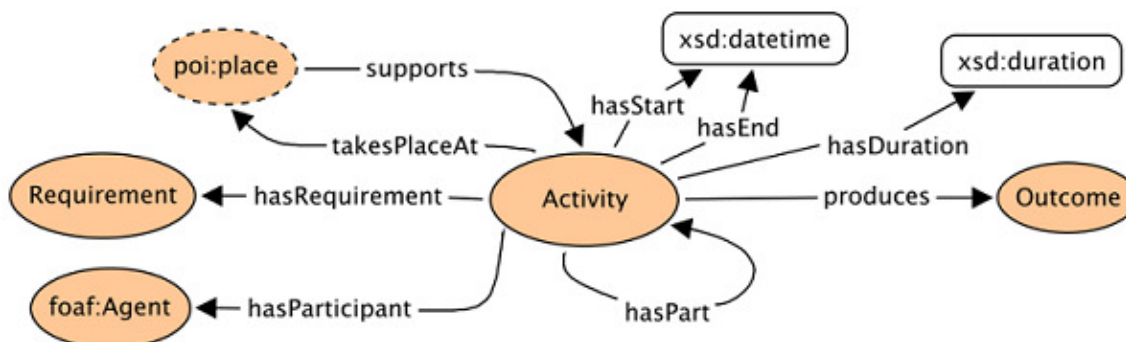 xsd:datetime
poi:place
supports
xsd:duration
hasStart
hasEnd
takesPlaceAt
hasDuration
Requirement
hasRequirement
Activity
produces
Outcome
foaf:Agent
hasParticipant
hasPart